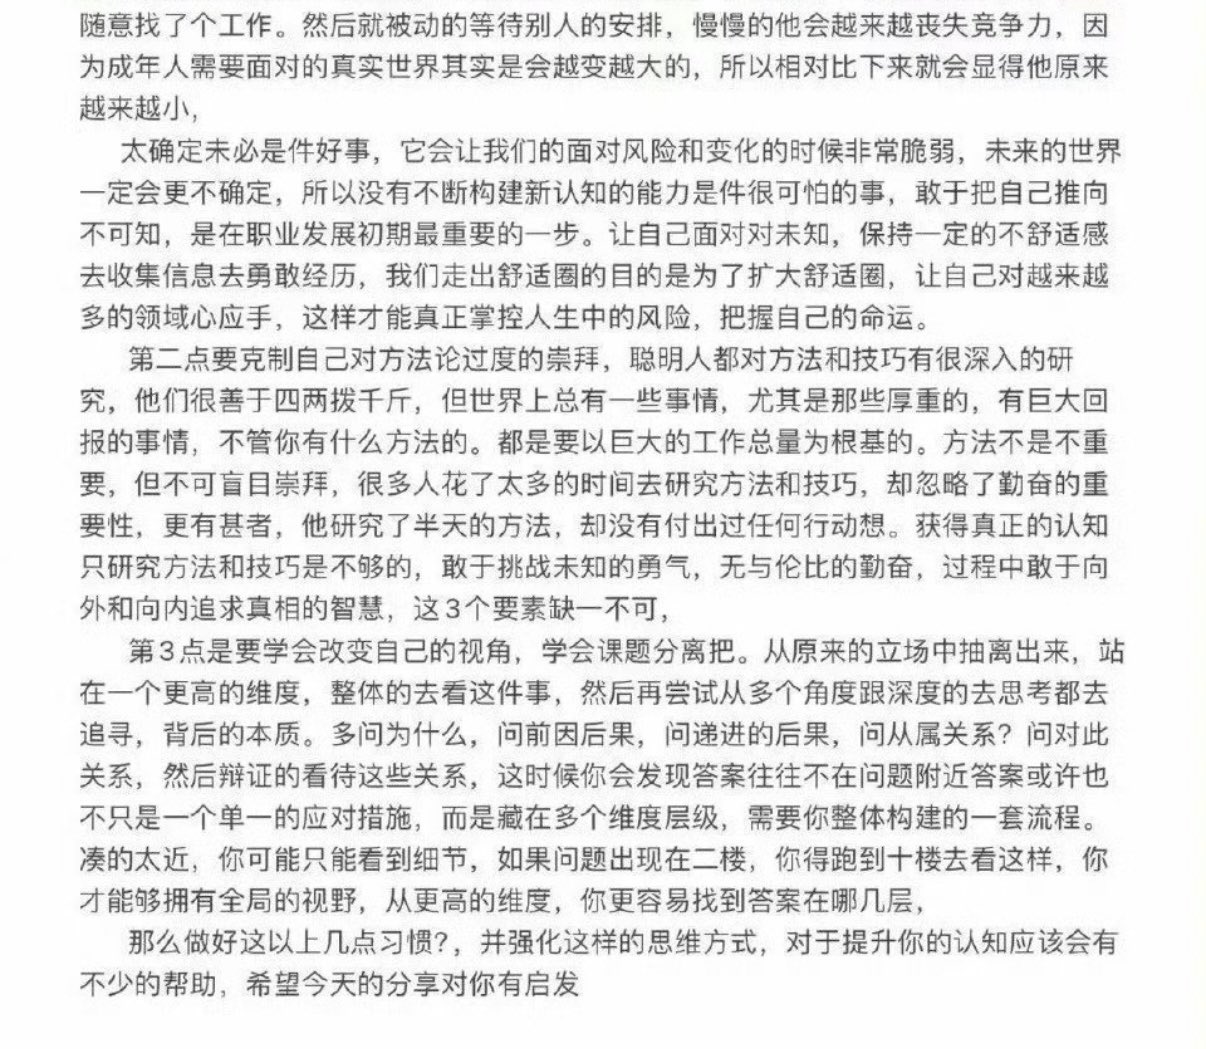 随意找了个工作。然后就被动的等待别人的安排，慢慢的他会越来越丧失竞争力，因
为成年人需要面对的真实世界其实是会越变越大的，所以相对比下来就会显得他原来
越来越小，
太确定未必是件好事，它会让我们的面对风险和变化的时候非常脆弱，未来的世界
一定会更不确定，所以没有不断构建新认知的能力是件很可怕的事，敢于把自己推向
不可知，是在职业发展初期最重要的一步。让自己面对对未知，保持一定的不舒适感
去收集信息去勇敢经历，我们走出舒适圈的目的是为了扩大舒适圈，让自己对越来越
多的领域心应手，这样才能真正掌控人生中的风险，把握自己的命运。
第二点要克制自己对方法论过度的崇拜，聪明人都对方法和技巧有很深入的研
究，他们很善于四两拨千斤，但世界上总有一些事情，尤其是那些厚重的，有巨大回
报的事情，不管你有什么方法的。都是要以巨大的工作总量为根基的。方法不是不重
要，但不可盲目崇拜，很多人花了太多的时间去研究方法和技巧，却忽略了勤奋的重
要性，更有甚者，他研究了半天的方法，却没有付出过任何行动想。获得真正的认知
只研究方法和技巧是不够的，敢于挑战未知的勇气，无与伦比的勤奋，过程中敢于向
外和向内追求真相的智慧，这3个要素缺一不可，
第3点是要学会改变自己的视角，学会课题分离把。从原来的立场中抽离出来，站
在一个更高的维度，整体的去看这件事，然后再尝试从多个角度跟深度的去思考都去
追寻，背后的本质。多问为什么，问前因后果，问递进的后果，问从属关系？问对此
关系，然后辩证的看待这些关系，这时候你会发现答案往往不在问题附近答案或许也
不只是一个单一的应对措施，而是藏在多个维度层级，需要你整体构建的一套流程。
凑的太近，你可能只能看到细节，如果问题出现在二楼，你得跑到十楼去看这样，你
才能够拥有全局的视野，从更高的维度，你更容易找到答案在哪几层，
那么做好这以上几点习惯？，并强化这样的思维方式，对于提升你的认知应该会有
不少的帮助，希望今天的分享对你有启发